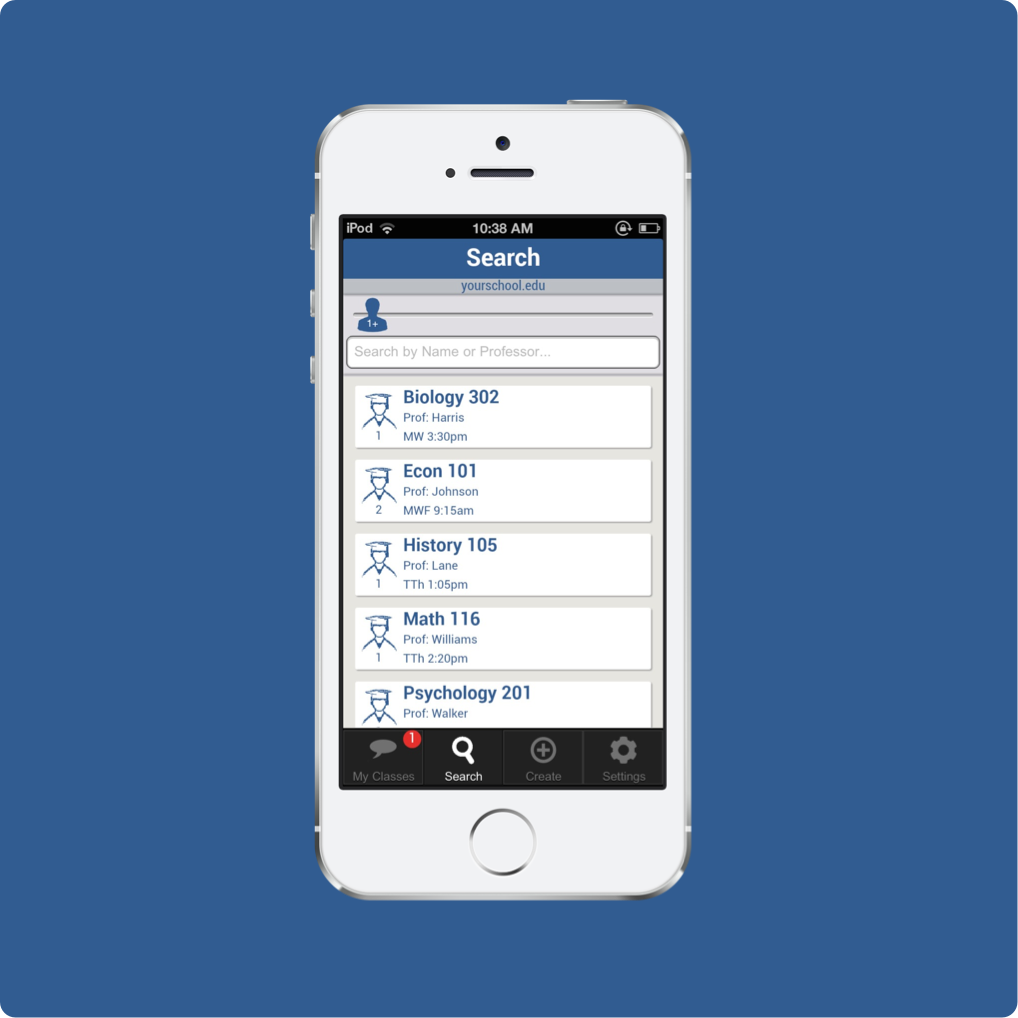 iPod 10:38 AM
Search
yourschool.edu
1+
Search by Name or Professor...
Biology 302
Prof: Harris
1 MW 3:30pm
Econ 101
Prof: Johnson
2 MWF 9:15am
History 105
Prof: Lane
1 TTh 1:05pm
Math 116
Prof: Williams
1 TTh 2:20pm
Psychology 201
Prof: Walker
1
My Classes Search Create Settings